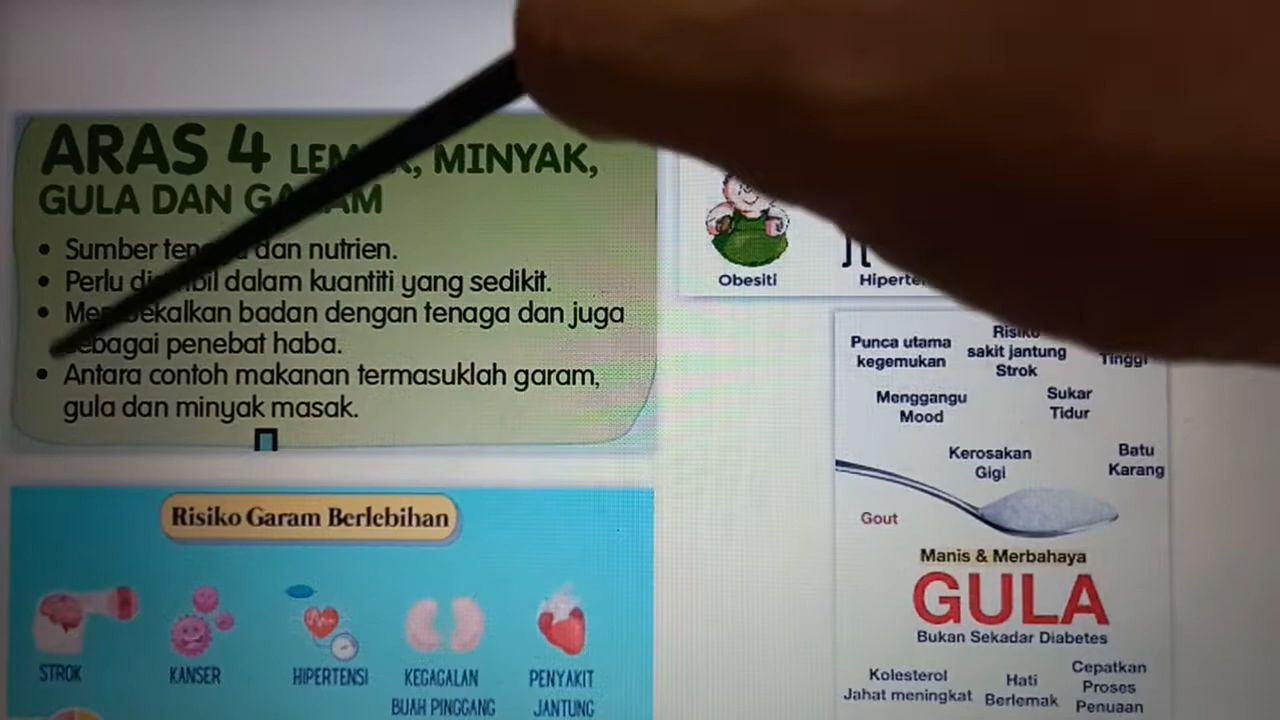 ARAS 4 MINYAK,
GULA DAN
Sumber dan nutrien.
Perlu dalam kuantiti yang sedikit.
badan dengan tenaga dan juga
sebagai penebat haba.
Antara contoh makanan termasuklah garam,
gula dan minyak masak.
Risiko Garam Berlebihan
STROK
KANSER
HIPERTENSI
KEGAGALAN
BUAH PINGGANG
PENYAKIT
JANTUNG
Obesiti
Punca utama
kegemukan
Risiko
sakit jantung
Strok
Tinggi
Menggangu
Mood
Sukar
Tidur
Kerosakan
Gigi
Batu
Karang
Gout
Manis & Merbahaya
GULA
Bukan Sekadar Diabetes
Kolesterol
Jahat meningkat
Hati
Berlemak
Cepatkan
Proses
Penuaan